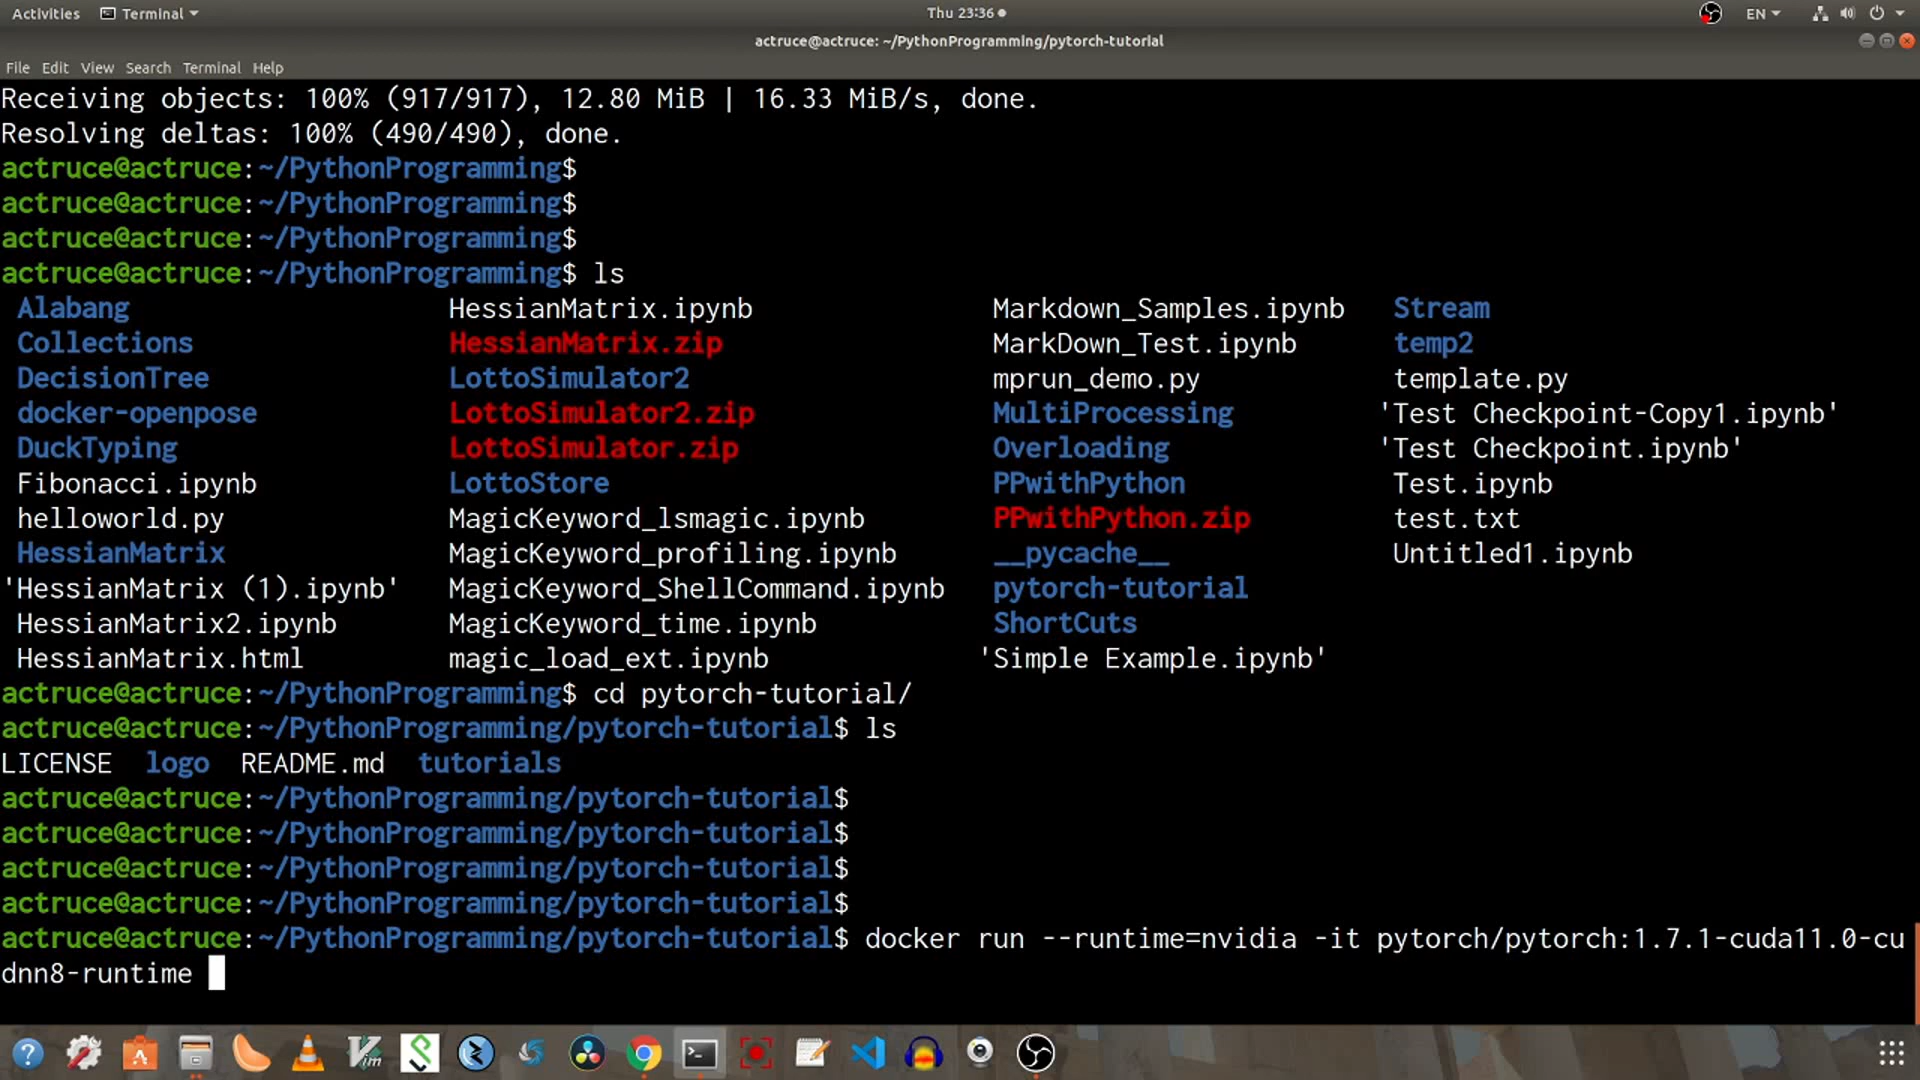 Activities Terminal Thu 23:36 EN
actruce@actruce: ~/PythonProgramming/pytorch-tutorial
File Edit View Search Terminal Help
Receiving objects: 100% (917/917), 12.80 MiB | 16.33 MiB/s, done.
Resolving deltas: 100% (490/490), done.
actruce@actruce:~/PythonProgramming$
actruce@actruce:~/PythonProgramming$
actruce@actruce:~/PythonProgramming$
actruce@actruce:~/PythonProgramming$ ls
Alabang HessianMatrix.ipynb Markdown_Samples.ipynb Stream
Collections HessianMatrix.zip MarkDown_Test.ipynb temp2
DecisionTree LottoSimulator2 mprun_demo.py template.py
docker-openpose LottoSimulator2.zip MultiProcessing 'Test Checkpoint-Copy1.ipynb'
DuckTyping LottoSimulator.zip Overloading 'Test Checkpoint.ipynb'
Fibonacci.ipynb LottoStore PPwithPython Test.ipynb
helloworld.py MagicKeyword_lsmagic.ipynb PPwithPython.zip test.txt
HessianMatrix MagicKeyword_profiling.ipynb __pycache__ Untitled1.ipynb
'HessianMatrix (1).ipynb' MagicKeyword_ShellCommand.ipynb pytorch-tutorial
HessianMatrix2.ipynb MagicKeyword_time.ipynb ShortCuts
HessianMatrix.html magic_load_ext.ipynb 'Simple Example.ipynb'
actruce@actruce:~/PythonProgramming$ cd pytorch-tutorial/
actruce@actruce:~/PythonProgramming/pytorch-tutorial$ ls
LICENSE logo README.md tutorials
actruce@actruce:~/PythonProgramming/pytorch-tutorial$
actruce@actruce:~/PythonProgramming/pytorch-tutorial$
actruce@actruce:~/PythonProgramming/pytorch-tutorial$
actruce@actruce:~/PythonProgramming/pytorch-tutorial$
actruce@actruce:~/PythonProgramming/pytorch-tutorial$ docker run --runtime=nvidia -it pytorch/pytorch:1.7.1-cuda11.0-cu
dnn8-runtime